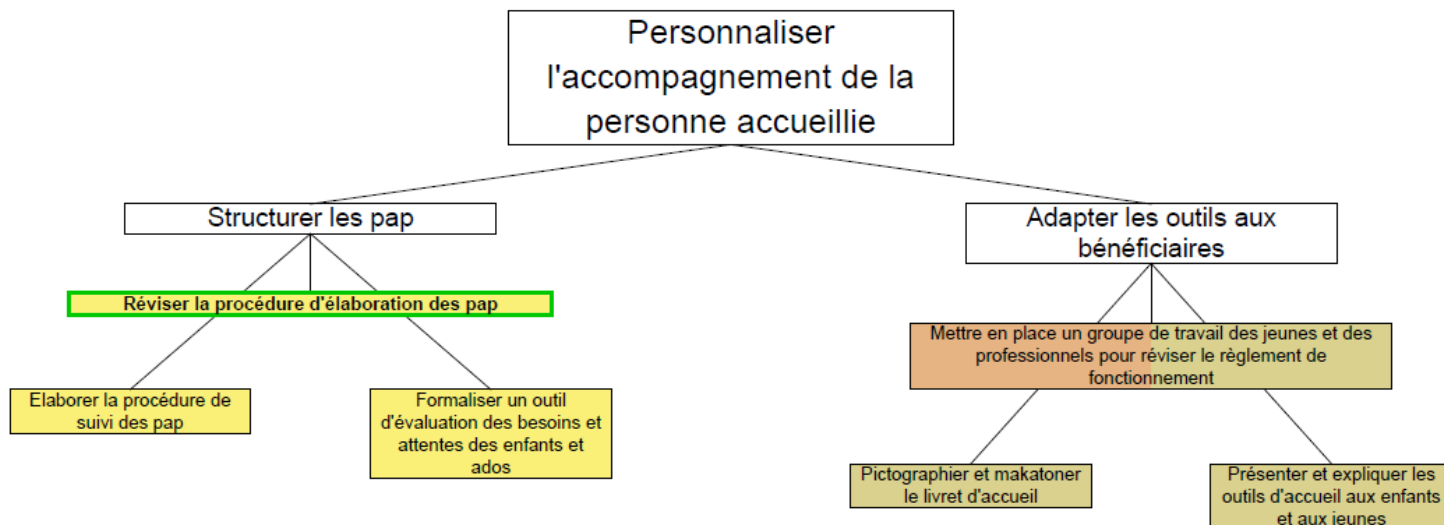 Personnaliser
l'accompagnement de la
personne accueillie
Structurer les pap
Adapter les outils aux
bénéficiaires
Réviser la procédure d'élaboration des pap
Mettre en place un groupe de travail des jeunes et des
professionnels pour réviser le règlement de
fonctionnement
Elaborer la procédure de
suivi des pap
Formaliser un outil
d'évaluation des besoins et
attentes des enfants et
ados
Pictographier et makatoner
le livret d'accueil
Présenter et expliquer les
outils d'accueil aux enfants
et aux jeunes